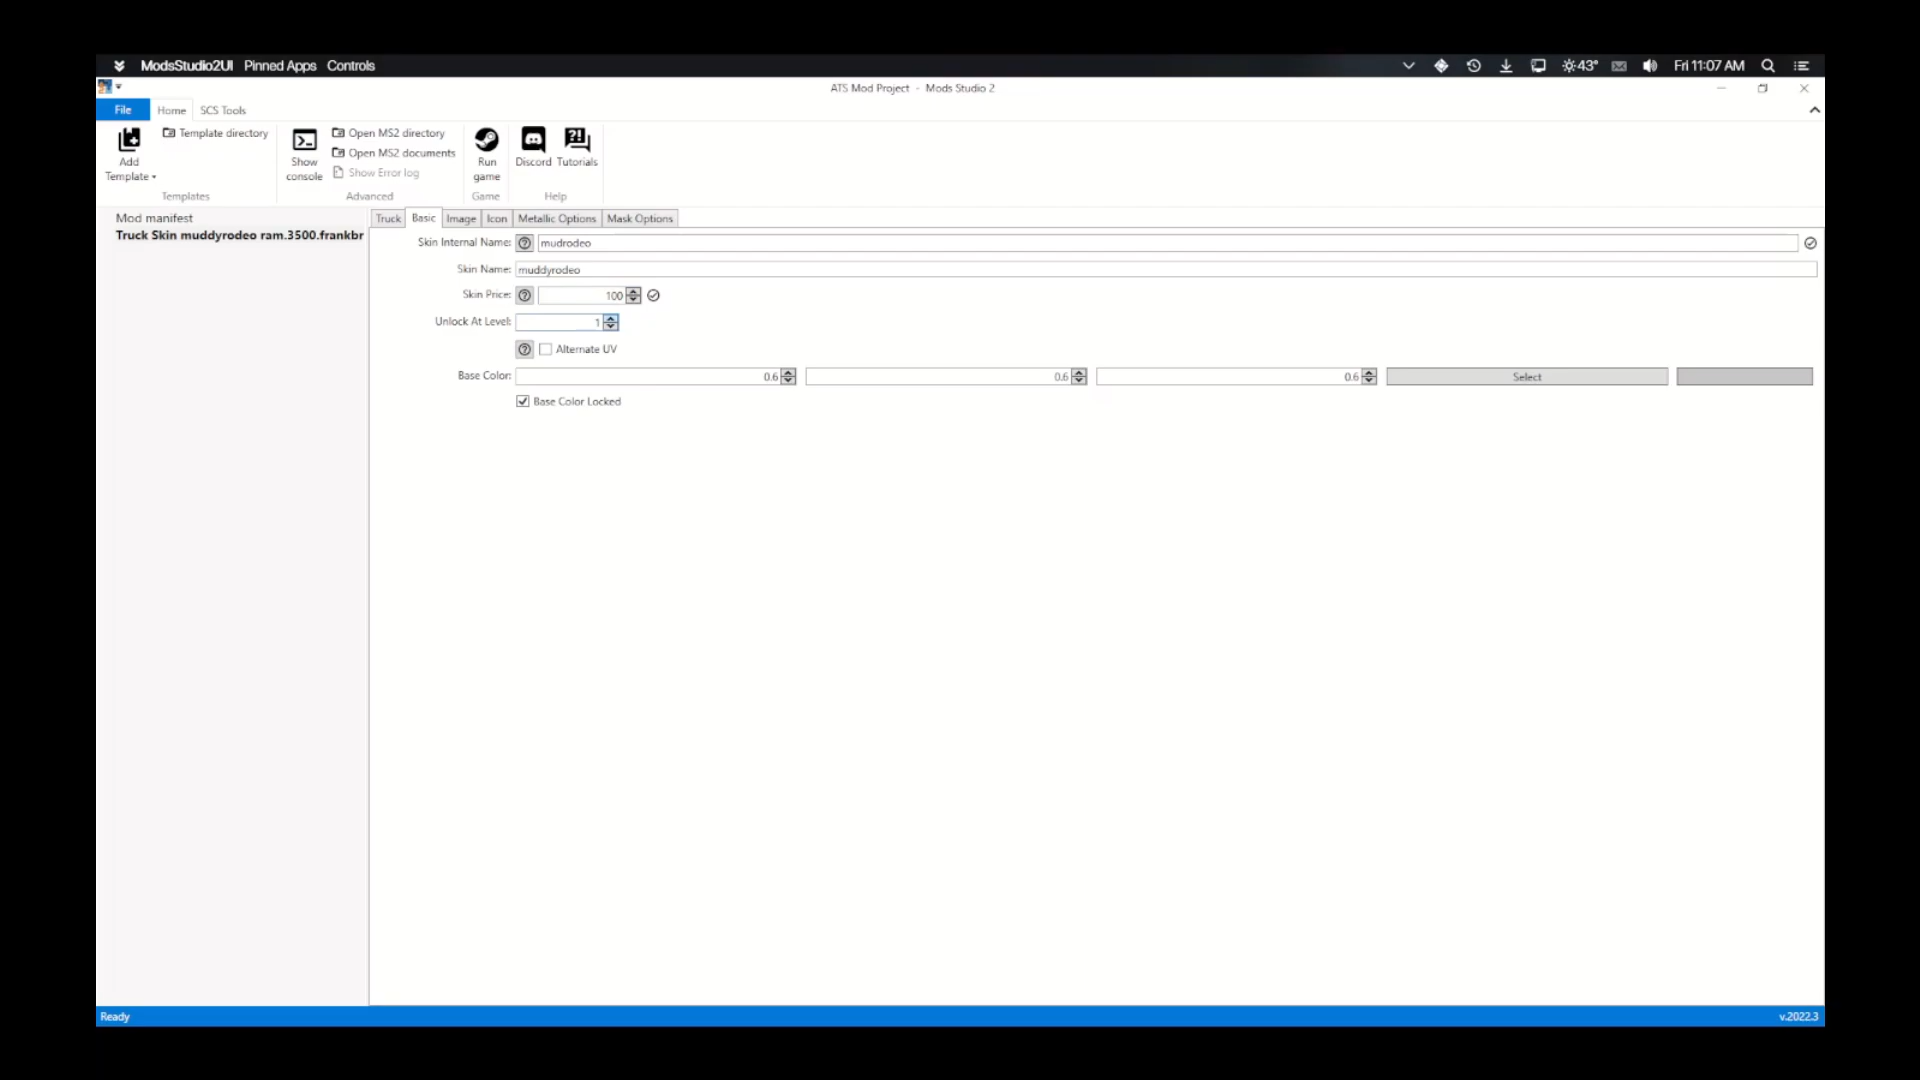 ModsStudio2UI Pinned Apps Controls
43° Fri 11:07 AM
ATS Mod Project - Mods Studio 2
File Home SCS Tools
Add Template
Template directory
Templates
Show console
Open MS2 directory
Open MS2 documents
Show Error log
Advanced
Run game
Game
Discord Tutorials
Help
Mod manifest
Truck Skin muddyrodeo ram.3500.frankbr
Truck Basic Image Icon Metallic Options Mask Options
Skin Internal Name: mudrodeo
Skin Name: muddyrodeo
Skin Price: 100
Unlock At Level: 1
Alternate UV
Base Color: 0.6 0.6 0.6 Select
Base Color Locked
Ready
v.2022.3